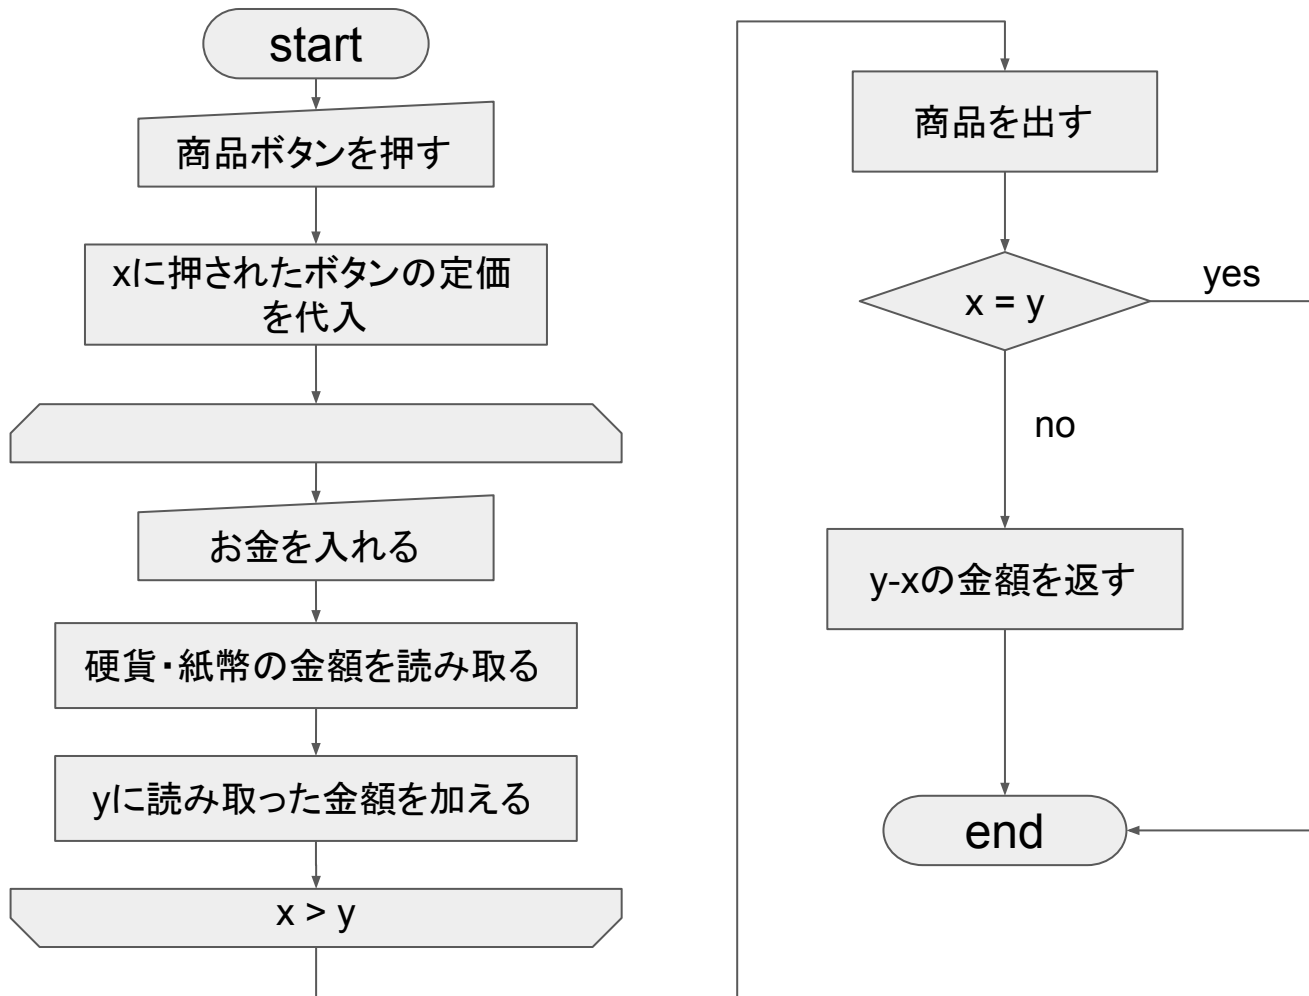 start
商品ボタンを押す
xに押されたボタンの定価
を代入
お金を入れる
硬貨・紙幣の金額を読み取る
yに読み取った金額を加える
x > y
商品を出す
x = y
yes
no
y-xの金額を返す
end